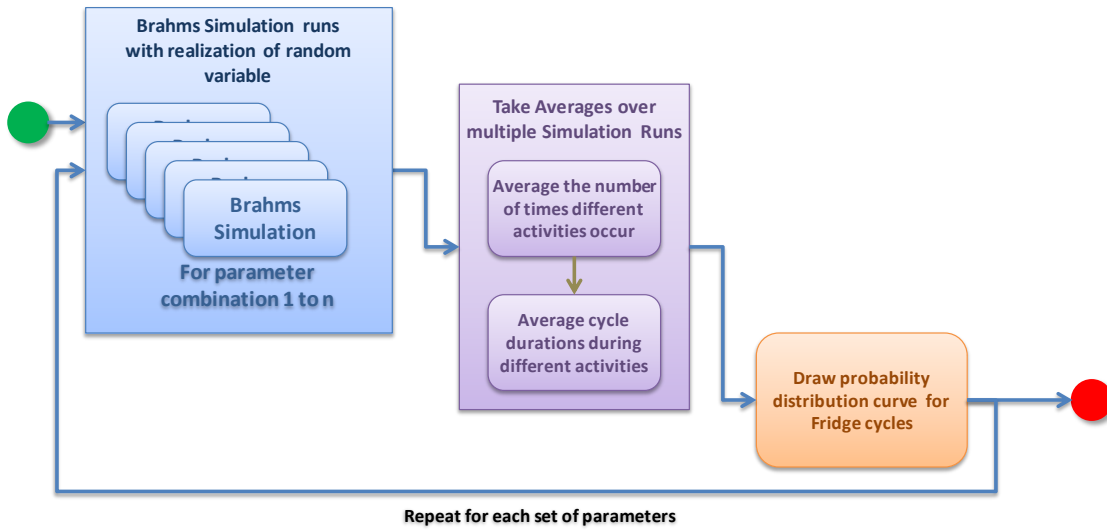 Brahms Simulation runs
with realization of random
variable
Brahms
Simulation
For parameter
combination 1 to n
Take Averages over
multiple Simulation Runs
Average the number
of times different
activities occur
Average cycle
durations during
different activities
Draw probability
distribution curve for
Fridge cycles
Repeat for each set of parameters